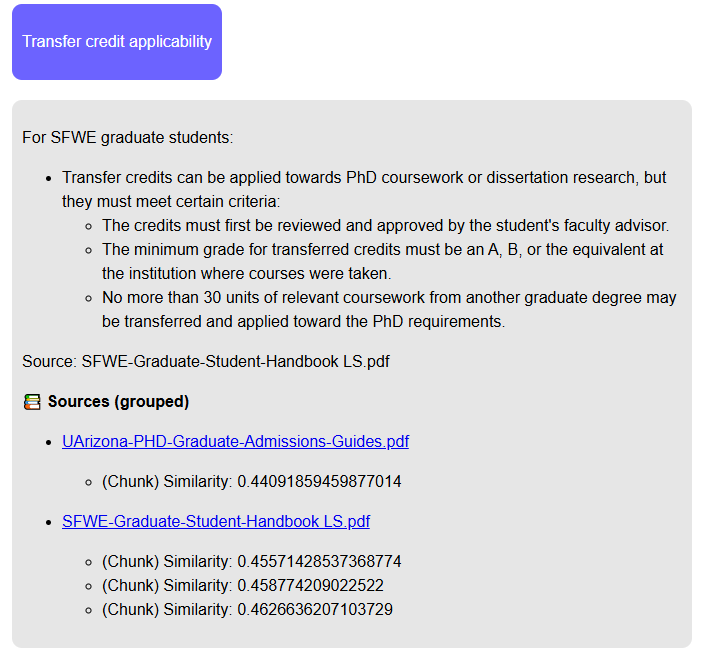 Transfer credit applicability
For SFWE graduate students:
Transfer credits can be applied towards PhD coursework or dissertation research, but
they must meet certain criteria:
The credits must first be reviewed and approved by the student's faculty advisor.
The minimum grade for transferred credits must be an A, B, or the equivalent at
the institution where courses were taken.
No more than 30 units of relevant coursework from another graduate degree may
be transferred and applied toward the PhD requirements.
Source: SFWE-Graduate-Student-Handbook LS.pdf
Sources (grouped)
UArizona-PHD-Graduate-Admissions-Guides.pdf
(Chunk) Similarity: 0.44091859459877014
SFWE-Graduate-Student-Handbook LS.pdf
(Chunk) Similarity: 0.45571428537368774
(Chunk) Similarity: 0.458774209022522
(Chunk) Similarity: 0.4626636207103729